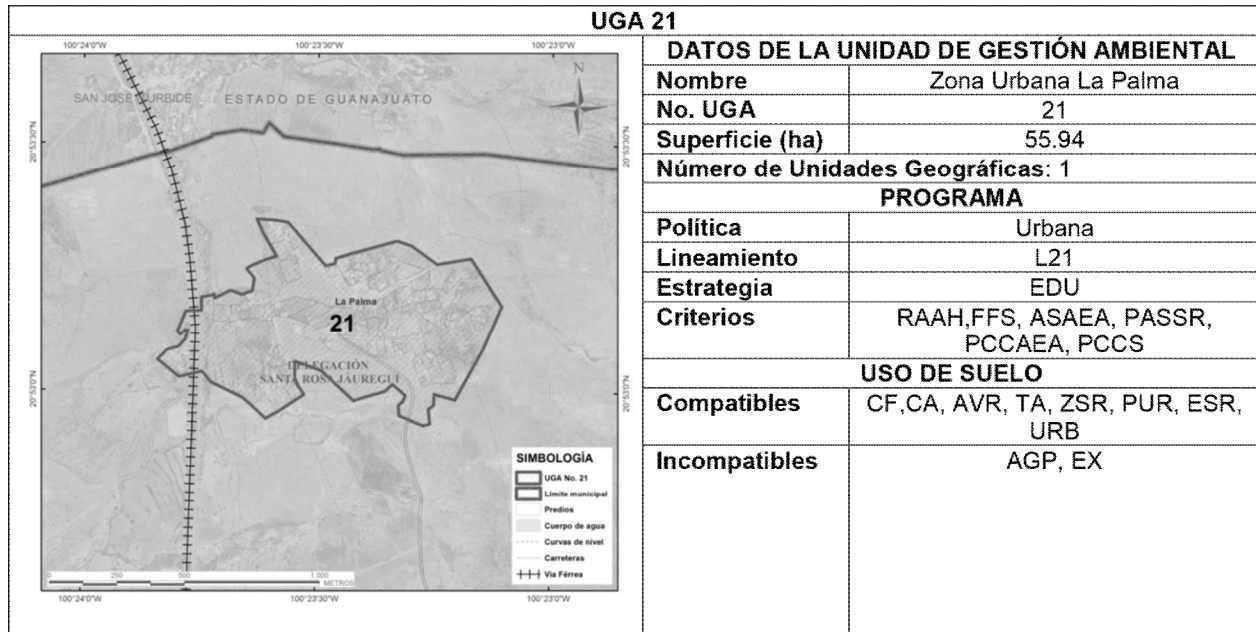 UGA 21
100°24'0"W 100°23'30"W 100°23'0"W
N
ESTADO DE GUANAJUATO
20°53'30"N 20°53'30"N
La Palma
21
DELEGACIÓN
SANTA ROSA JÁUREGUI
20°53'0"N 20°53'0"N
SIMBOLOGÍA
UGA No. 21
Límite municipal
Predios
Cuerpo de agua
Curvas de nivel
Carreteras
Vía Férrea
0 250 500 1,000
METROS
100°24'0"W 100°23'30"W 100°23'0"W
DATOS DE LA UNIDAD DE GESTIÓN AMBIENTAL
Nombre Zona Urbana La Palma
No. UGA 21
Superficie (ha) 55.94
Número de Unidades Geográficas: 1
PROGRAMA
Política Urbana
Lineamiento L21
Estrategia EDU
Criterios RAAH,FFS, ASAEA, PASSR,
PCCAEA, PCCS
USO DE SUELO
Compatibles CF,CA, AVR, TA, ZSR, PUR, ESR,
URB
Incompatibles AGP, EX